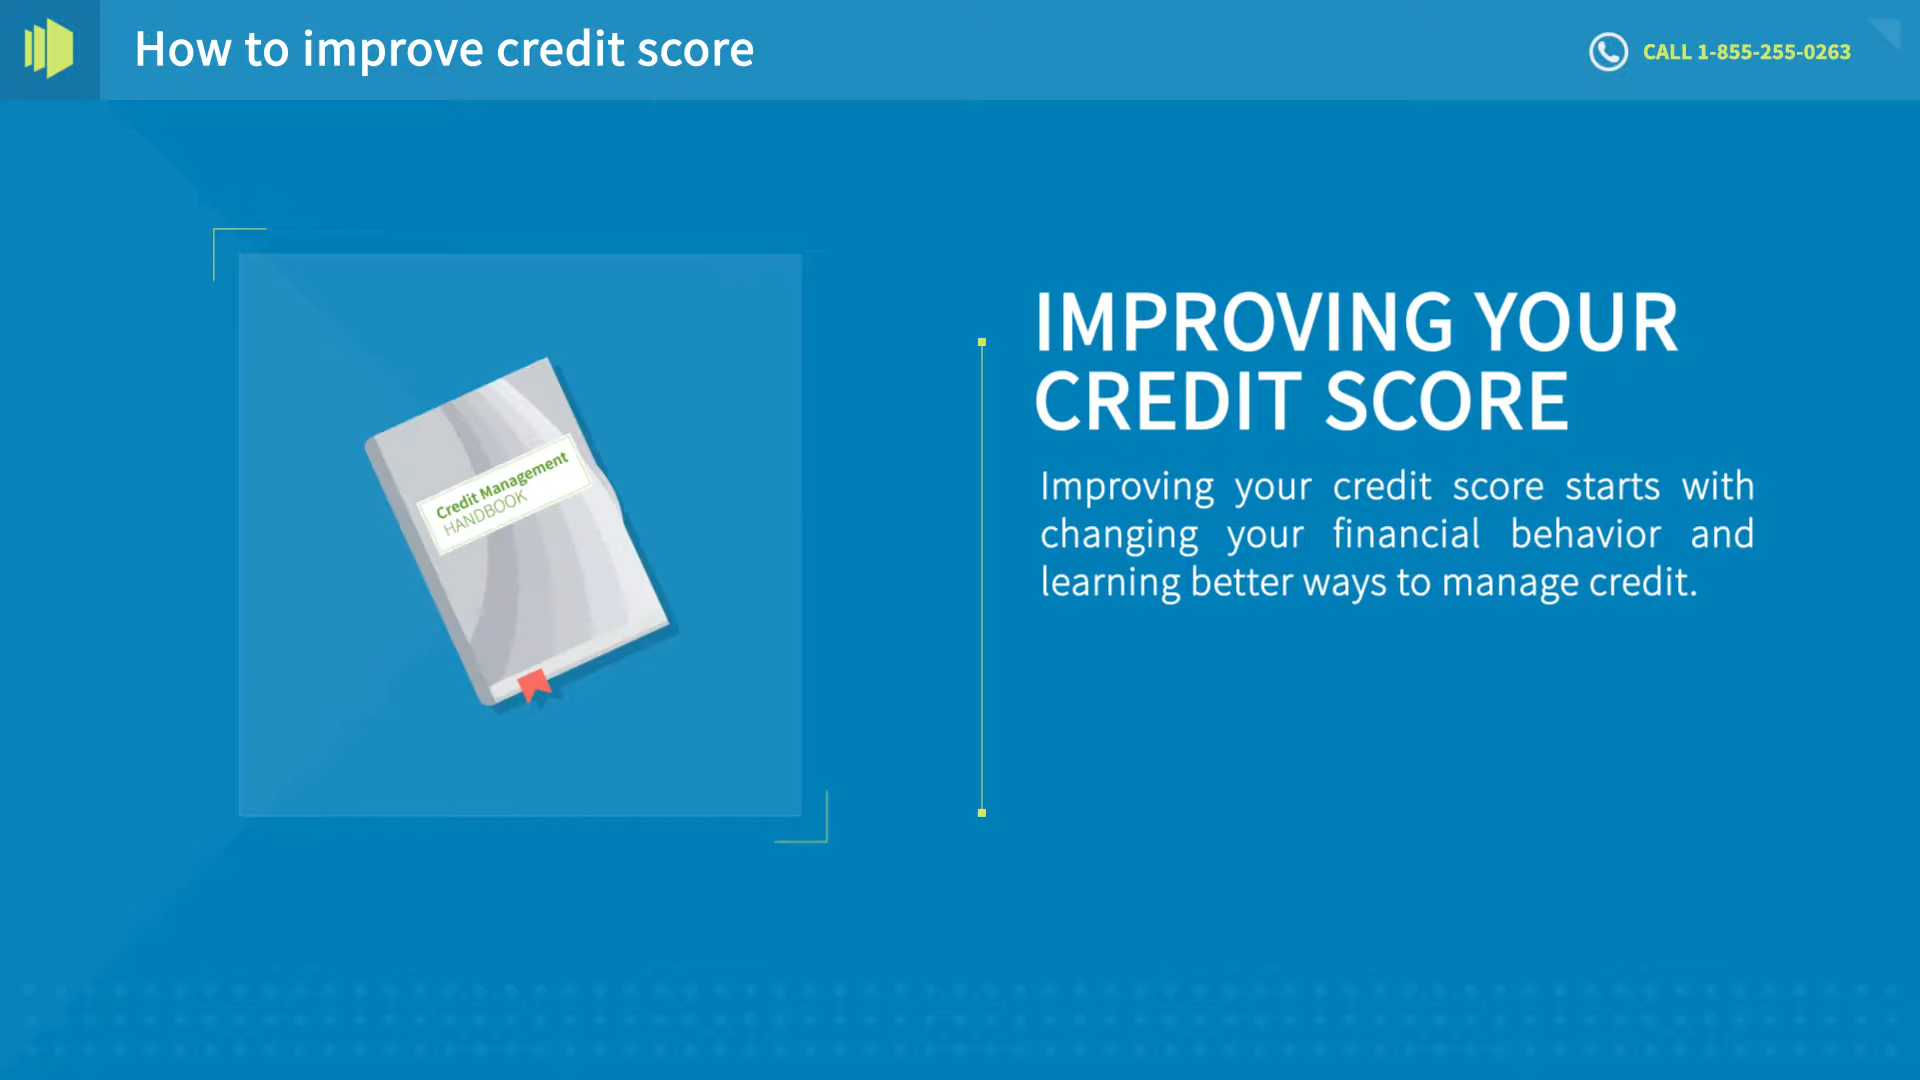 How to improve credit score
CALL 1-855-255-0263
Credit Management
HANDBOOK
IMPROVING YOUR
CREDIT SCORE
Improving your credit score starts with
changing your financial behavior and
learning better ways to manage credit.